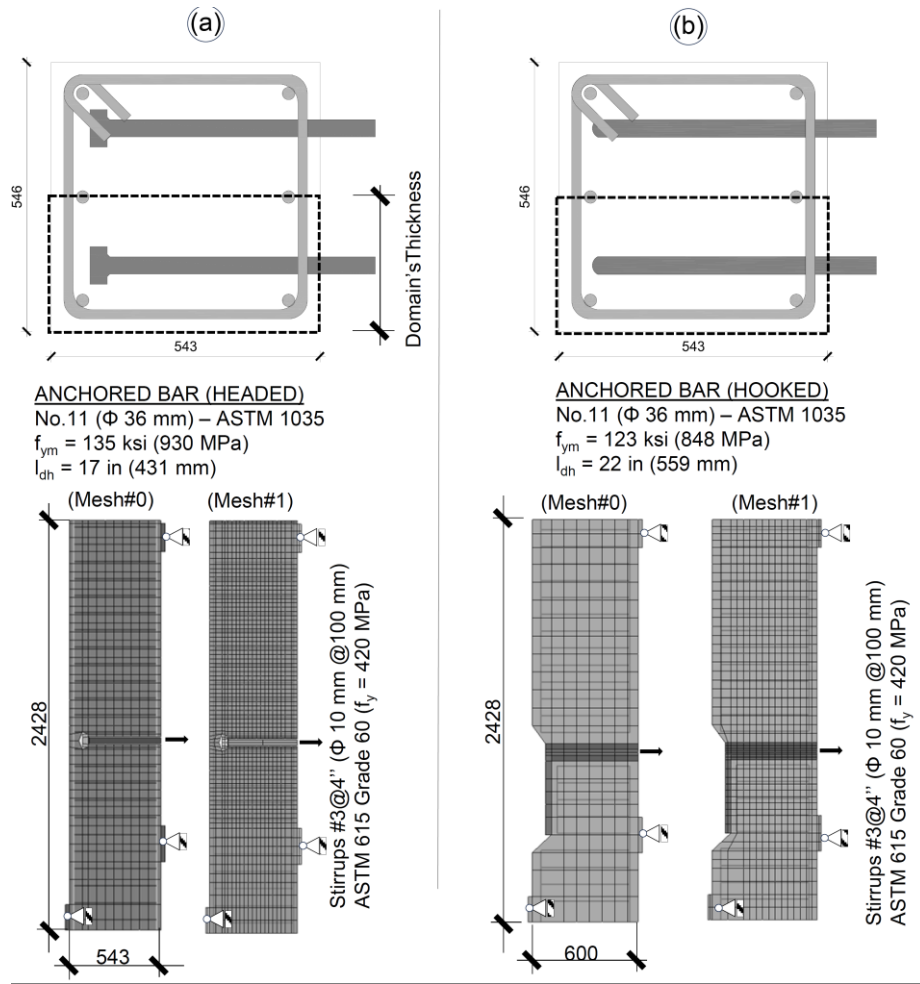 (a)
546
543
Domain'sThickness
ANCHORED BAR (HEADED)
No.11 (Φ 36 mm) – ASTM 1035
fym = 135 ksi (930 MPa)
ldh = 17 in (431 mm)
(Mesh#0)
(Mesh#1)
2428
543
Stirrups #3@4” (Φ 10 mm @100 mm)
ASTM 615 Grade 60 (fy = 420 MPa)
(b)
546
543
ANCHORED BAR (HOOKED)
No.11 (Φ 36 mm) – ASTM 1035
fym = 123 ksi (848 MPa)
ldh = 22 in (559 mm)
(Mesh#0)
(Mesh#1)
2428
600
Stirrups #3@4” (Φ 10 mm @100 mm)
ASTM 615 Grade 60 (fy = 420 MPa)